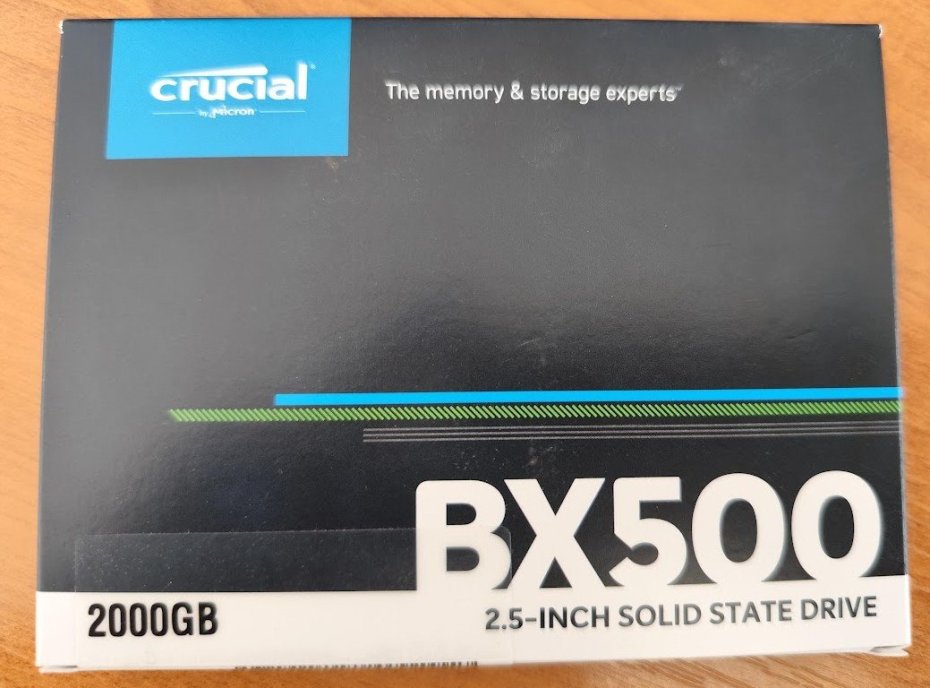 crucial
by Micron
The memory & storage experts™
BX500
2000GB
2.5-INCH SOLID STATE DRIVE